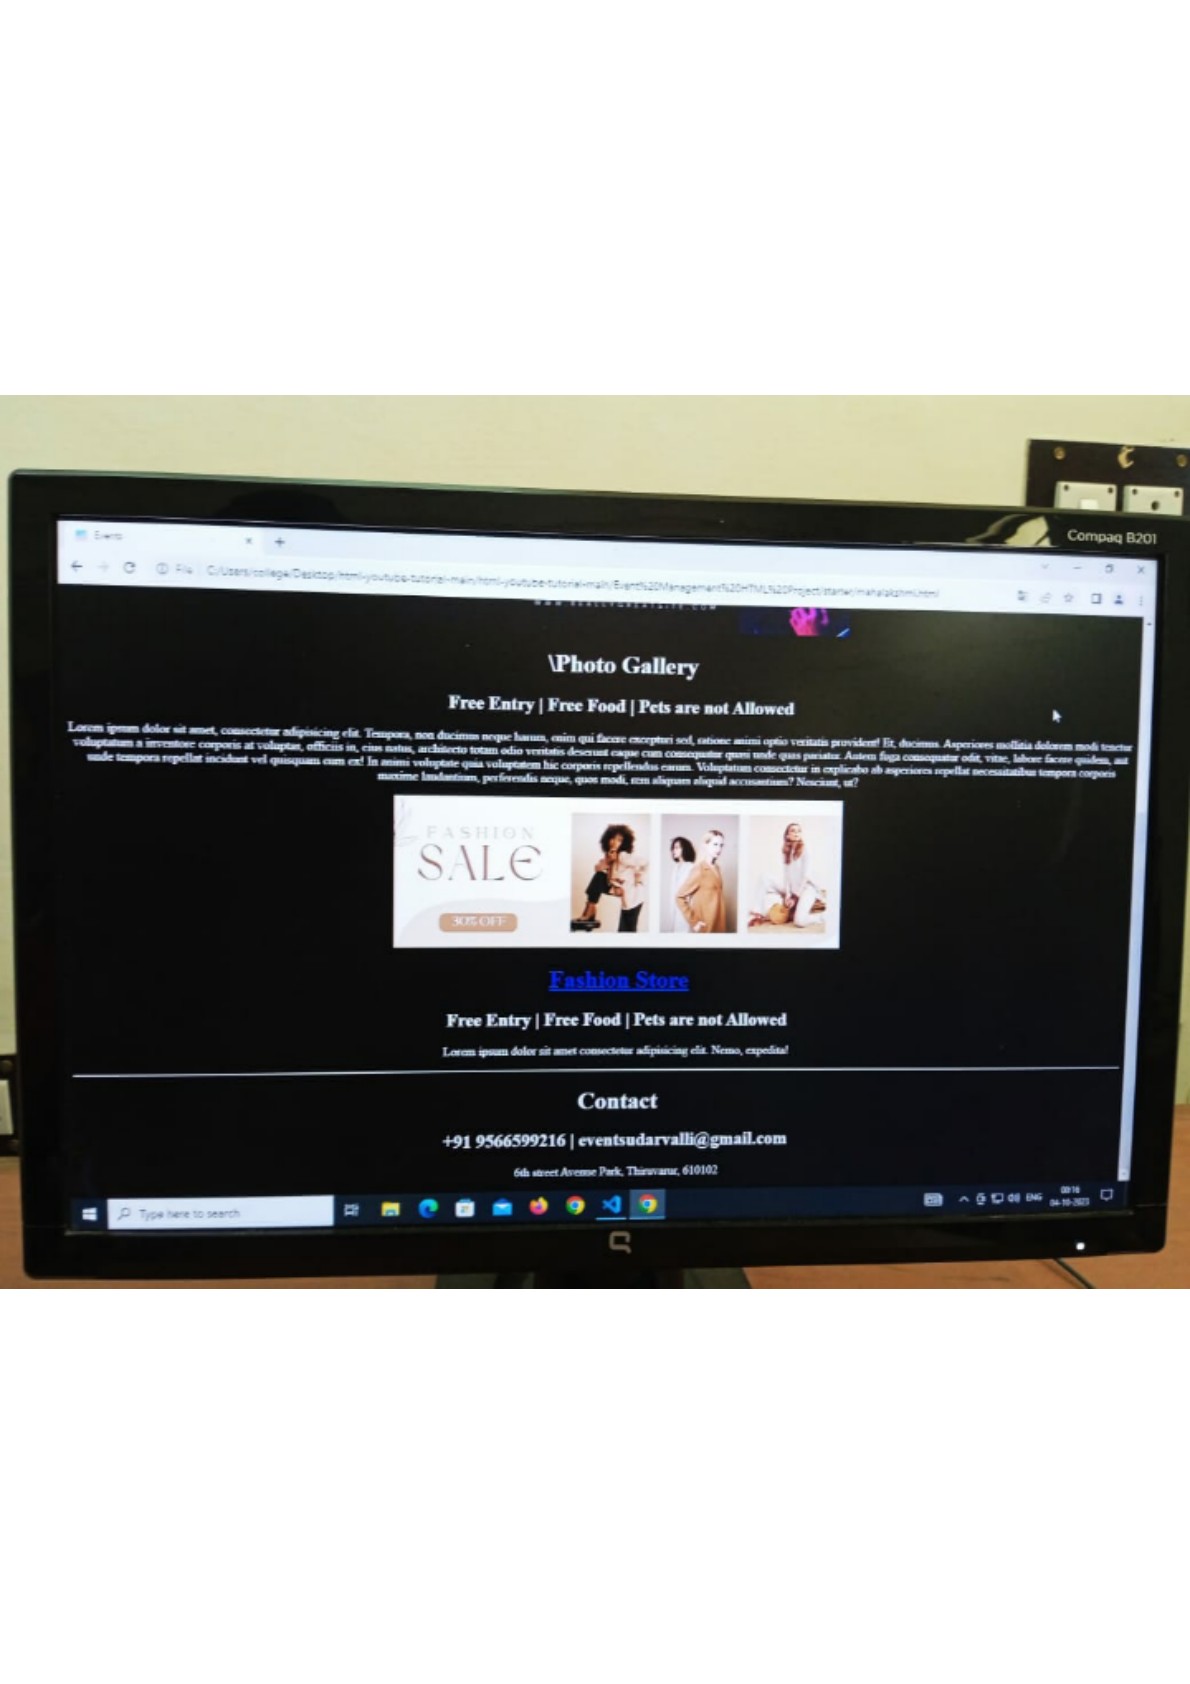 Compaq B201
Events
File C:/Users/college/Desktop/html-youtube-tutorial-main/html-youtube-tutorial-main/Event%20Management%20HTML%20Project/starter/mahalakshmi.html
\Photo Gallery
Free Entry | Free Food | Pets are not Allowed
Lorem ipsum dolor sit amet, consectetur adipisicing elit. Tempora, non ducimus neque harum, enim qui facere excepturi sed, ratione animi optio veritatis provident! Et, ducimus. Asperiores mollitia dolorem modi tenetur
voluptatum a inventore corporis at voluptas, officiis in, eius natus, architecto totam odio veritatis deserunt eaque cum consequatur quasi unde quas pariatur. Autem fuga consequatur odit, vitae, labore facere quidem, aut
unde tempora repellat incidunt vel quisquam cum ex! In animi voluptate quia voluptatem hic corporis repellendus earum. Voluptatum consectetur in explicabo ab asperiores repellat necessitatibus tempora corporis
maxime laudantium, perferendis neque, quos modi, rem aliquam aliquid accusantium? Nesciunt, ut?
FASHION
SALE
30% OFF
Fashion Store
Free Entry | Free Food | Pets are not Allowed
Lorem ipsum dolor sit amet consectetur adipisicing elit. Nemo, expedita!
Contact
+91 9566599216 | eventsudarvalli@gmail.com
6th street Avenue Park, Thiruvarur, 610102
Type here to search
ENG
00:16
04-10-2023